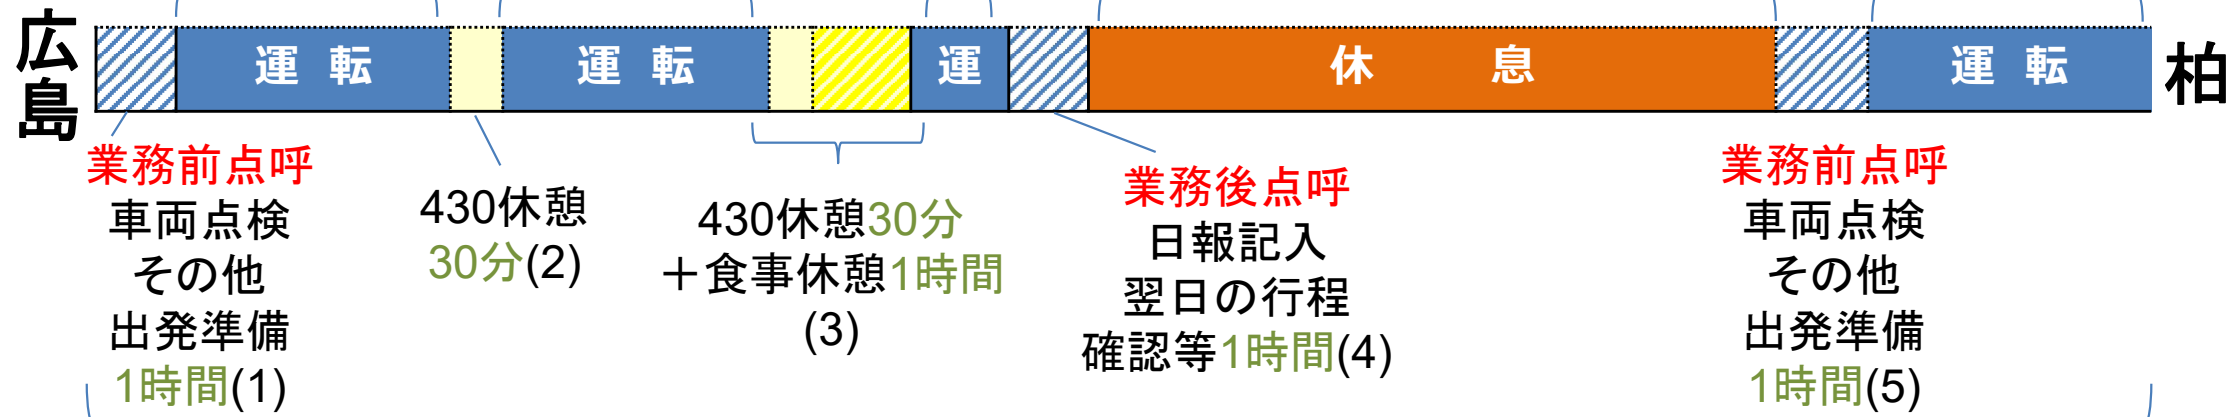 広島
運 転
運 転
運
休 息
運 転
柏
業務前点呼
車両点検
その他
出発準備
1時間(1)
430休憩
30分(2)
430休憩30分
＋食事休憩1時間
(3)
業務後点呼
日報記入
翌日の行程
確認等1時間(4)
業務前点呼
車両点検
その他
出発準備
1時間(5)